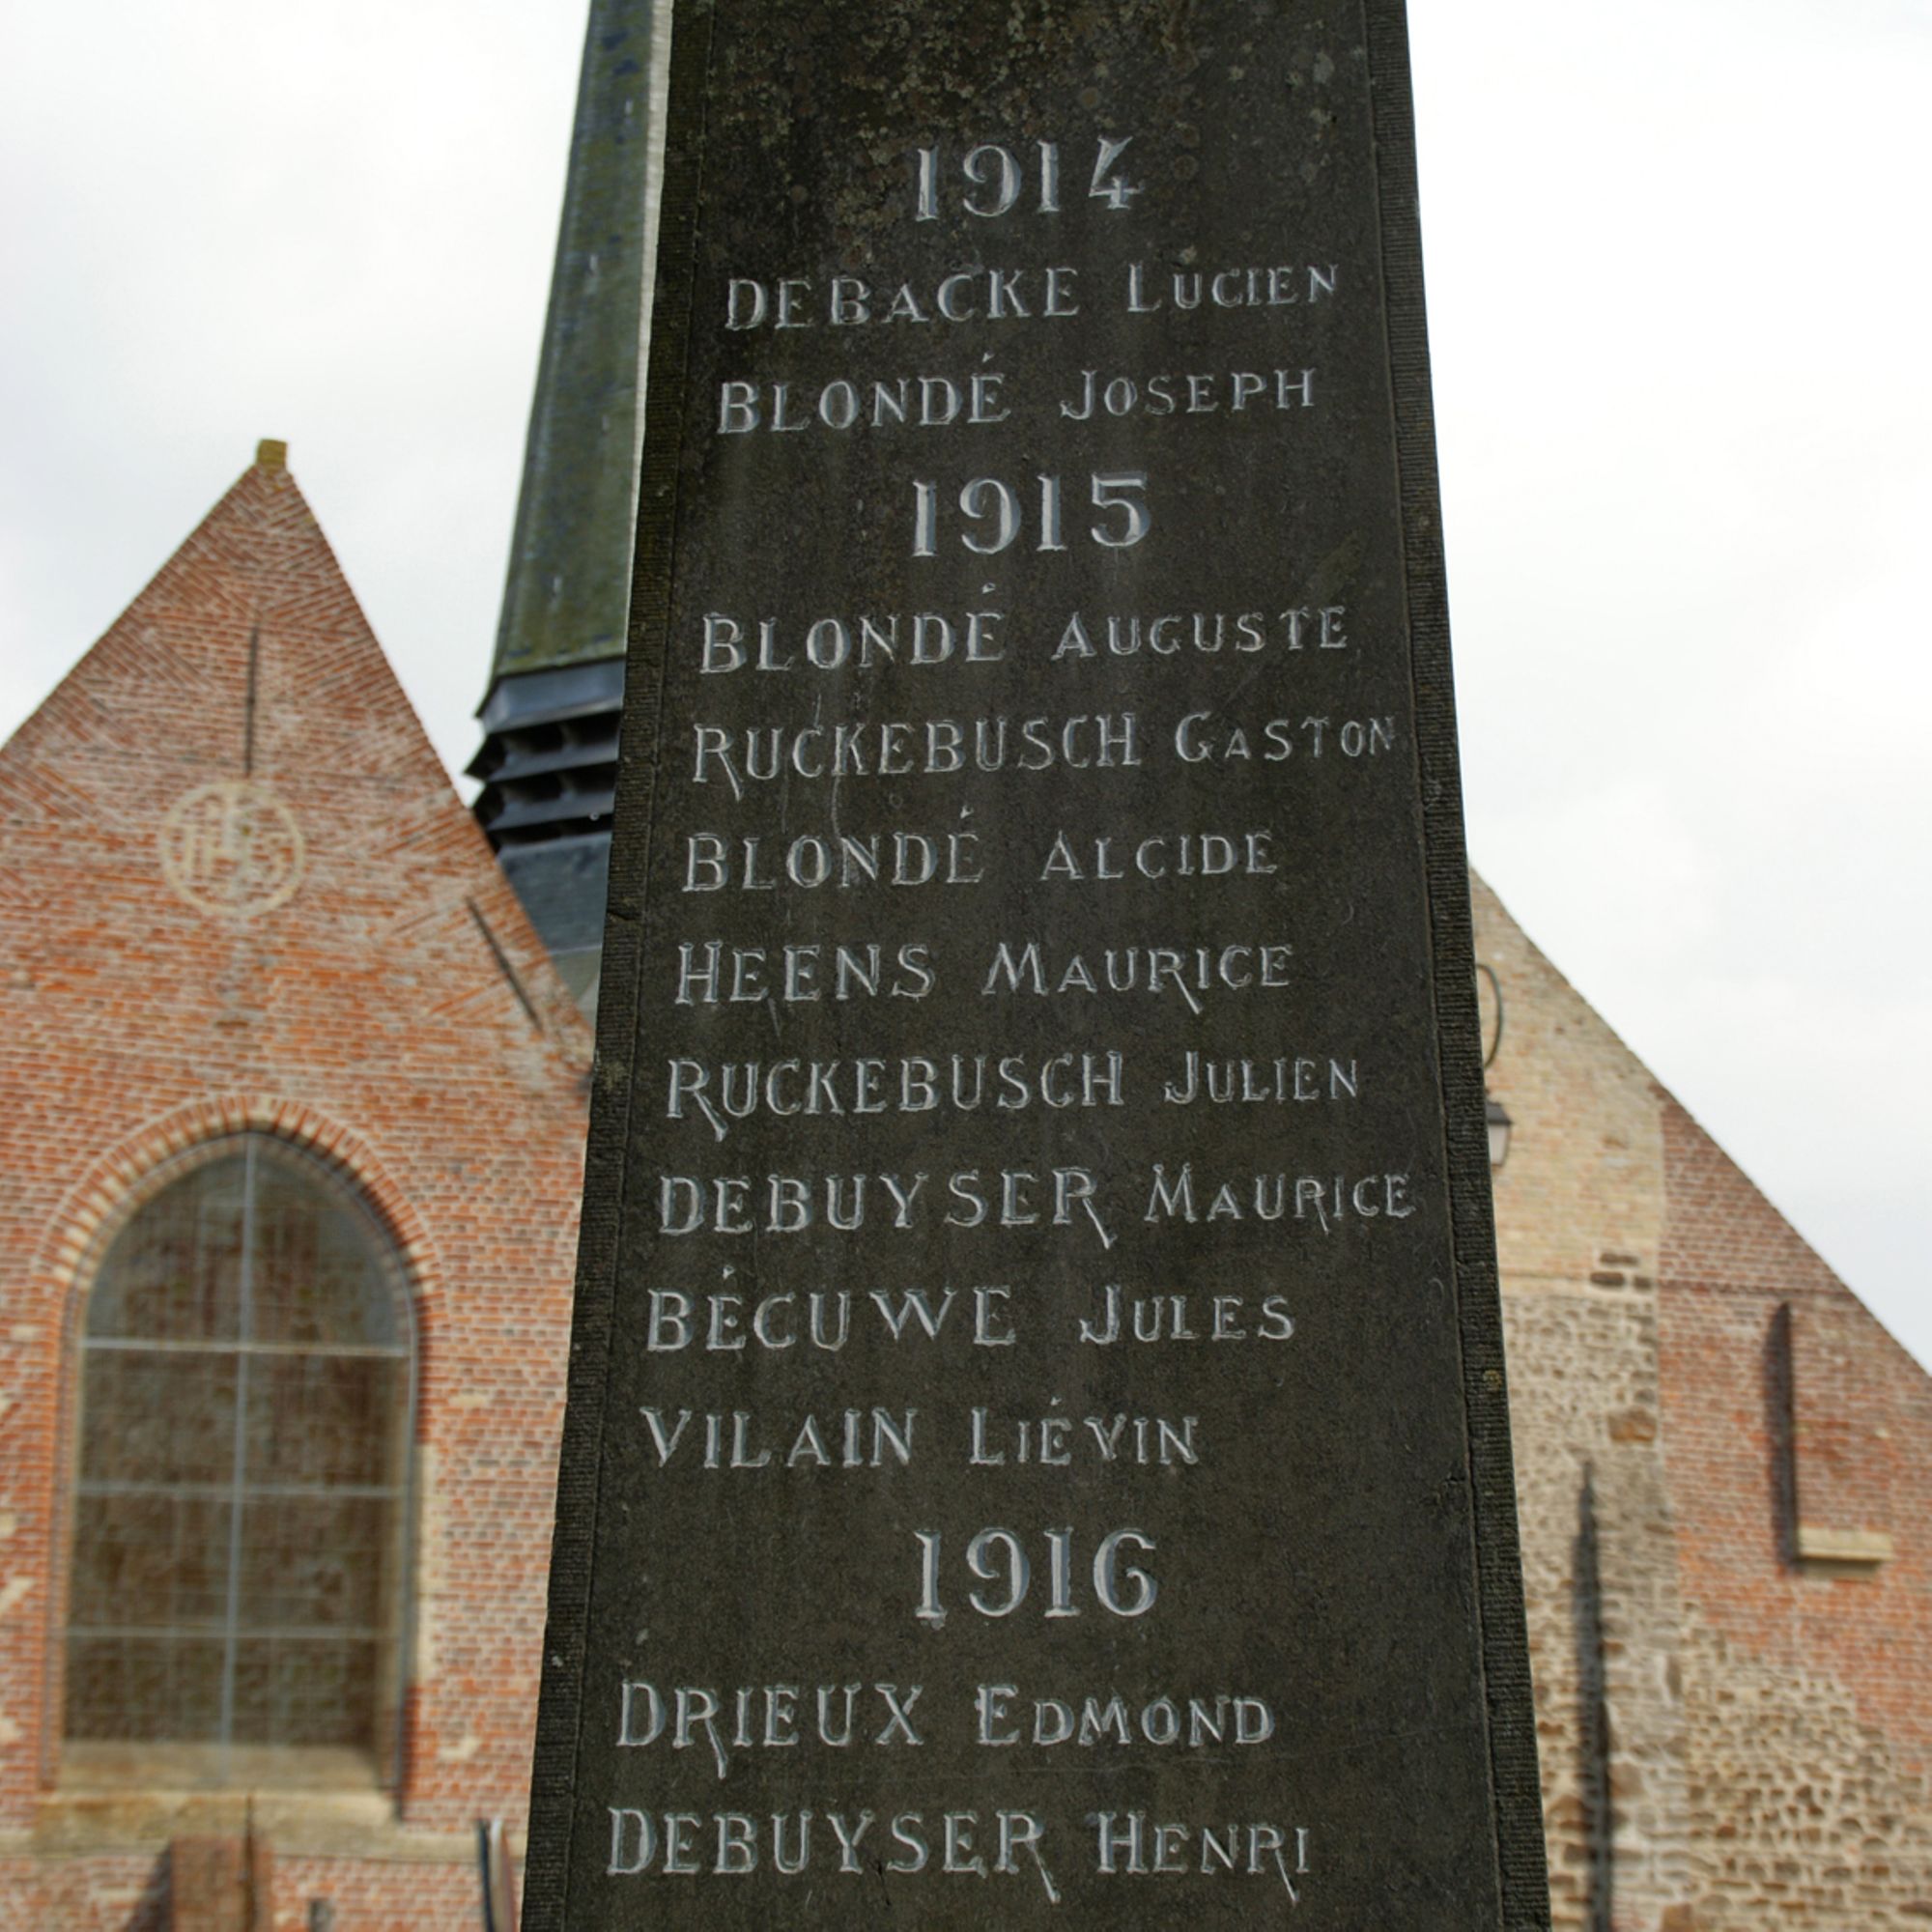 1914
DEBACKE LUCIEN
BLONDÉ JOSEPH
1915
BLONDÉ AUGUSTE
RUCKEBUSCH GASTON
BLONDÉ ALCIDE
HEENS MAURICE
RUCKEBUSCH JULIEN
DEBUYSER MAURICE
BÉCUWE JULES
VILAIN LIÉVIN
1916
DRIEUX EDMOND
DEBUYSER HENRI
IHS